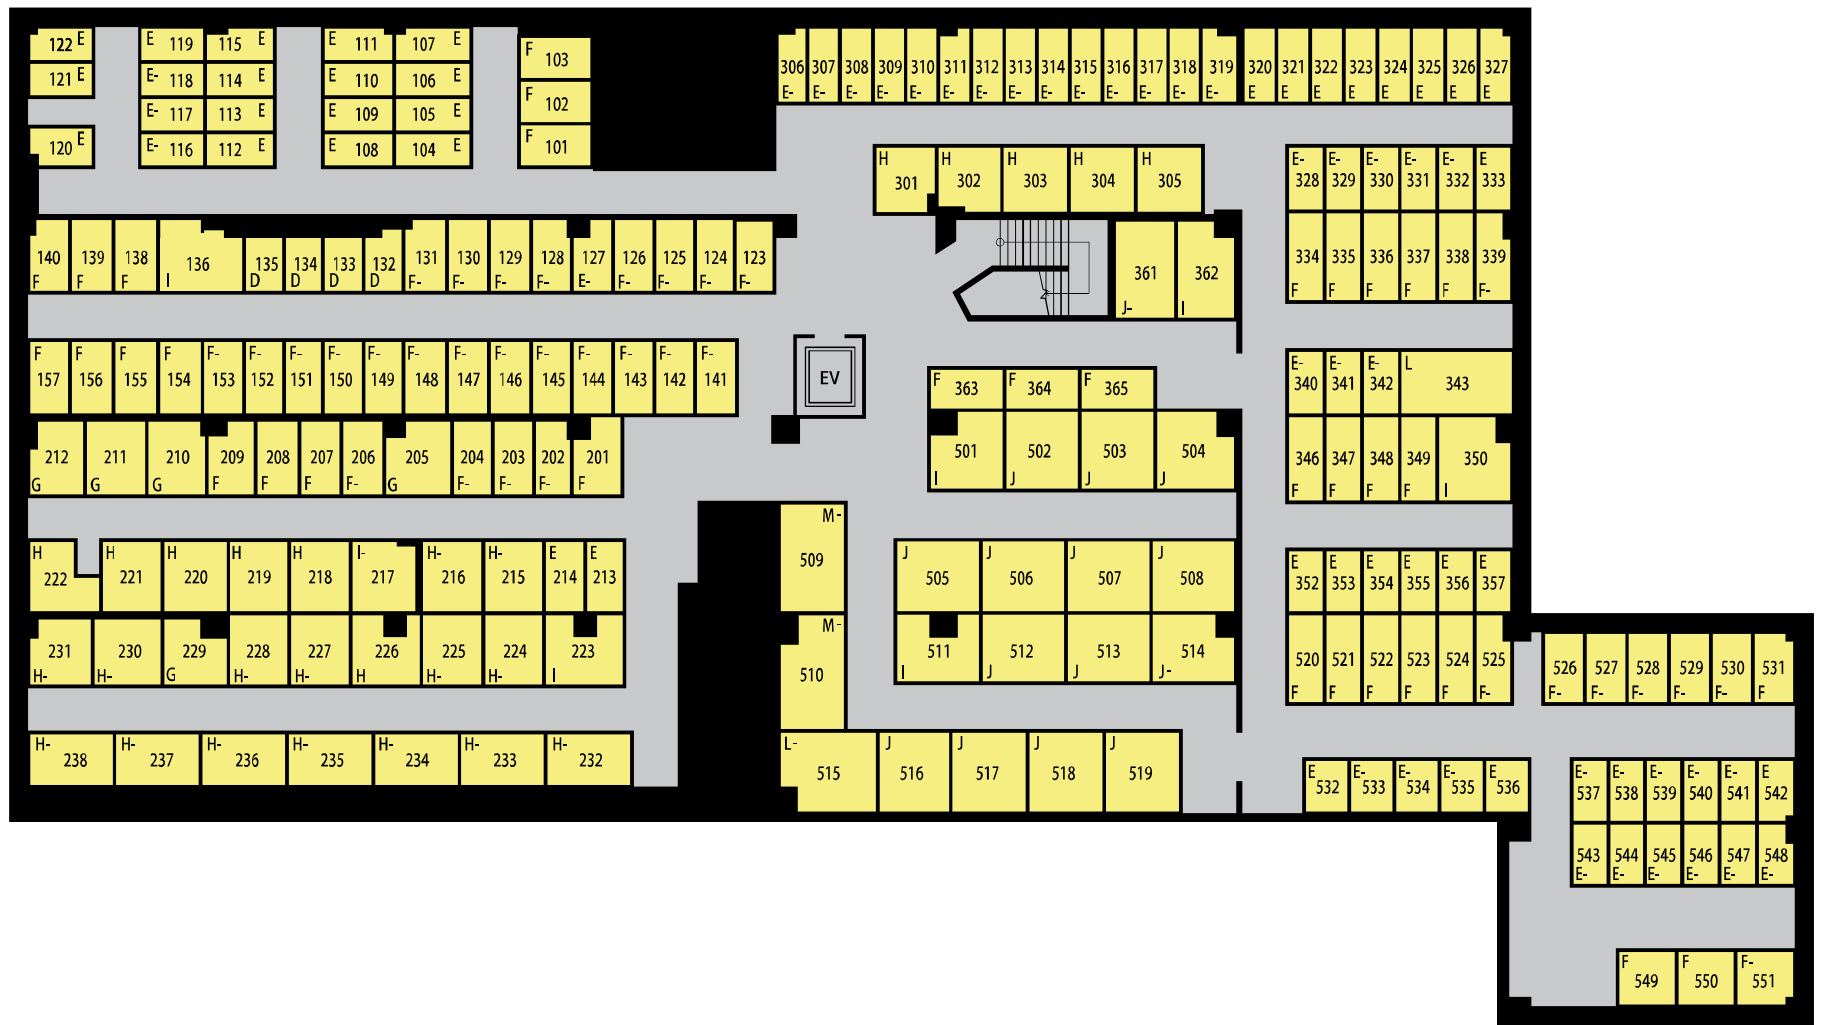 122 E
E 119
115 E
E 111
107 E
F 103
121 E
E- 118
114 E
E 110
106 E
F 102
E- 117
113 E
E 109
105 E
120 E
E- 116
112 E
E 108
104 E
F 101
306 307 308 309 310 311 312 313 314 315 316 317 318 319 320 321 322 323 324 325 326 327
E- E- E- E- E- E- E- E- E- E- E- E- E- E- E E E E E E E E
H H H H H
301 302 303 304 305
E- E- E- E- E- E
328 329 330 331 332 333
140 139 138 136 135 134 133 132 131 130 129 128 127 126 125 124 123
F F F I D D D D F- F- F- F- E- F- F- F- F-
361 362
J- I
334 335 336 337 338 339
F F F F F F-
F F F F F- F- F- F- F- F- F- F- F- F- F- F- F-
157 156 155 154 153 152 151 150 149 148 147 146 145 144 143 142 141
EV
F F F
363 364 365
E- E- E- L
340 341 342 343
212 211 210 209 208 207 206 205 204 203 202 201
G G G F F F F- G F- F- F- F
501 502 503 504
I J J J
346 347 348 349 350
F F F F I
H H H H H I- H- H- E E
222 221 220 219 218 217 216 215 214 213
M-
509
J J J J
505 506 507 508
E E E E E E
352 353 354 355 356 357
231 230 229 228 227 226 225 224 223
H- H- G H- H- H H- H- I
M-
510
511 512 513 514
I J J J-
520 521 522 523 524 525
F F F F F F-
526 527 528 529 530 531
F- F- F- F- F- F
H- H- H- H- H- H- H-
238 237 236 235 234 233 232
L- J J J J
515 516 517 518 519
E E- E- E- E
532 533 534 535 536
E- E- E- E- E- E
537 538 539 540 541 542
543 544 545 546 547 548
E- E- E- E- E- E-
F F F-
549 550 551